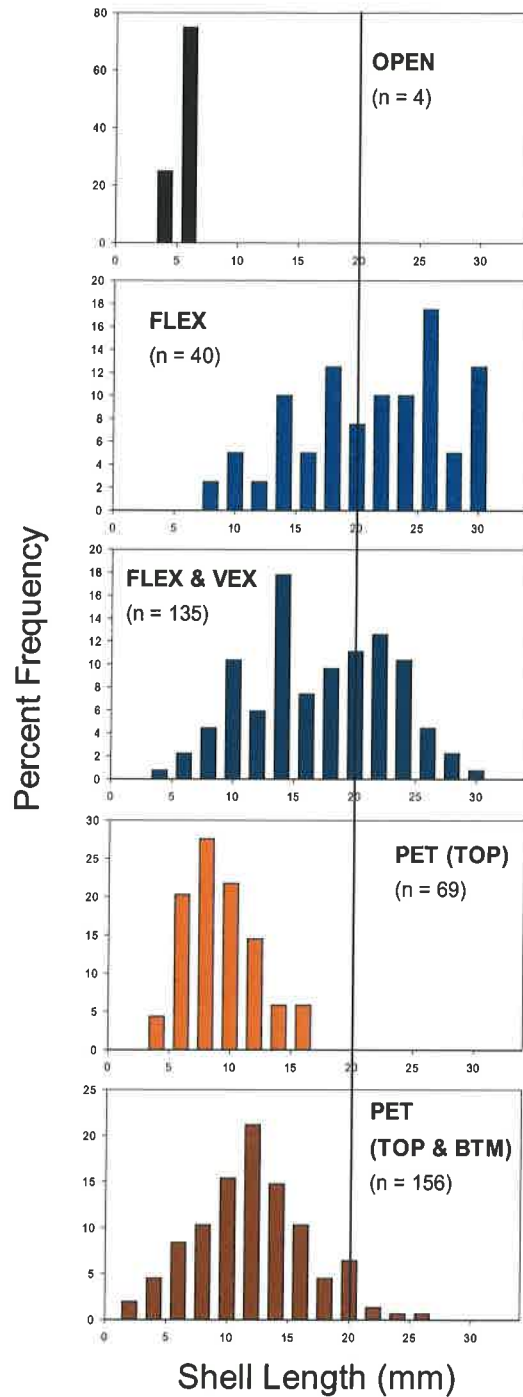 Percent Frequency
80
60
40
20
0
OPEN
(n = 4)
0 5 10 15 20 25 30
20
18
16
14
12
10
8
6
4
2
0
FLEX
(n = 40)
0 5 10 15 20 25 30
20
18
16
14
12
10
8
6
4
2
0
FLEX & VEX
(n = 135)
0 5 10 15 20 25 30
30
25
20
15
10
5
0
PET (TOP)
(n = 69)
0 5 10 15 20 25 30
25
20
15
10
5
0
PET
(TOP & BTM)
(n = 156)
0 5 10 15 20 25 30
Shell Length (mm)